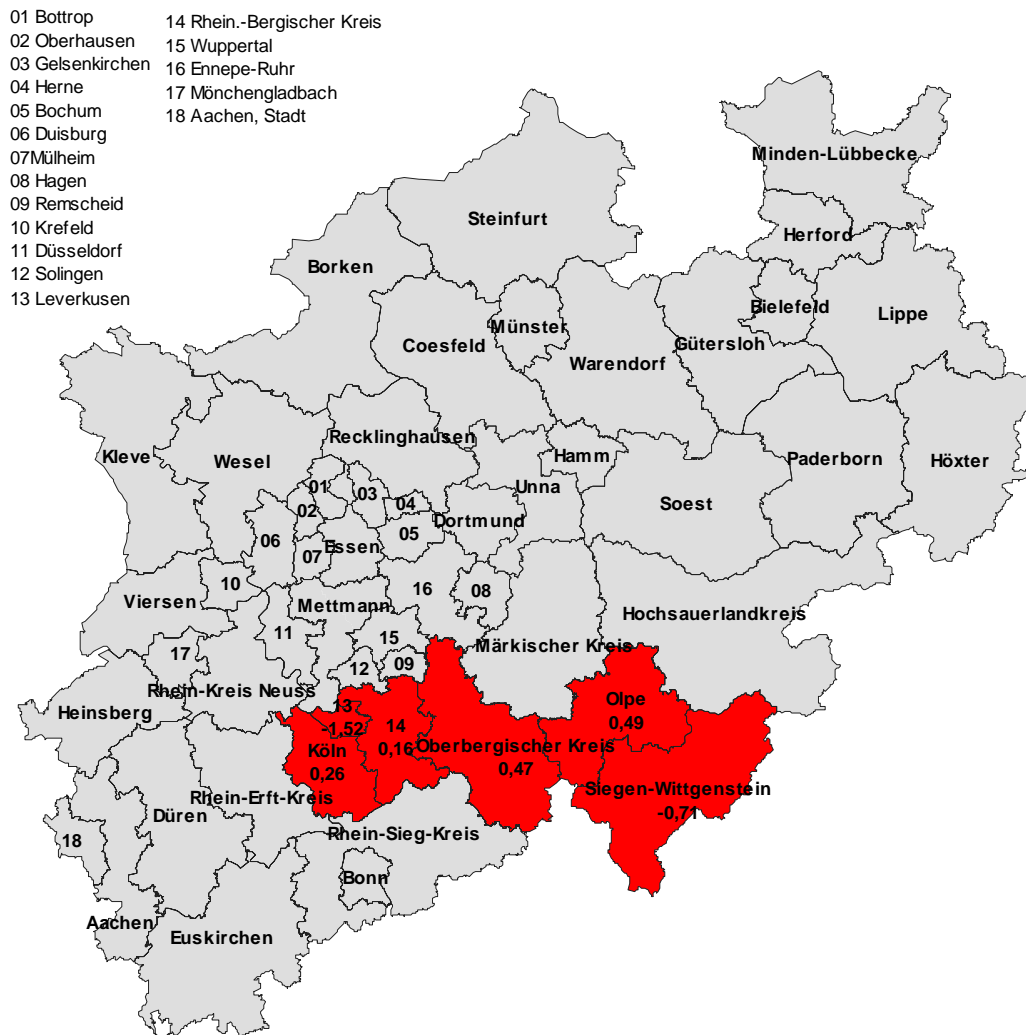 01 Bottrop
02 Oberhausen
03 Gelsenkirchen
04 Herne
05 Bochum
06 Duisburg
07Mülheim
08 Hagen
09 Remscheid
10 Krefeld
11 Düsseldorf
12 Solingen
13 Leverkusen
14 Rhein.-Bergischer Kreis
15 Wuppertal
16 Ennepe-Ruhr
17 Mönchengladbach
18 Aachen, Stadt
Minden-Lübbecke
Steinfurt
Herford
Borken
Bielefeld
Lippe
Münster
Coesfeld
Gütersloh
Warendorf
Recklinghausen
Kleve
Wesel
Hamm
Paderborn
Höxter
Unna
Soest
01
03
02
04
Dortmund
05
06
Essen
07
10
16
08
Viersen
Mettmann
Hochsauerlandkreis
11
15
Märkischer Kreis
17
12
09
Rhein-Kreis Neuss
Heinsberg
13
-1,52
14
0,16
Olpe
0,49
Köln
0,26
Oberbergischer Kreis
0,47
Siegen-Wittgenstein
-0,71
Rhein-Erft-Kreis
Düren
Rhein-Sieg-Kreis
18
Bonn
Aachen
Euskirchen